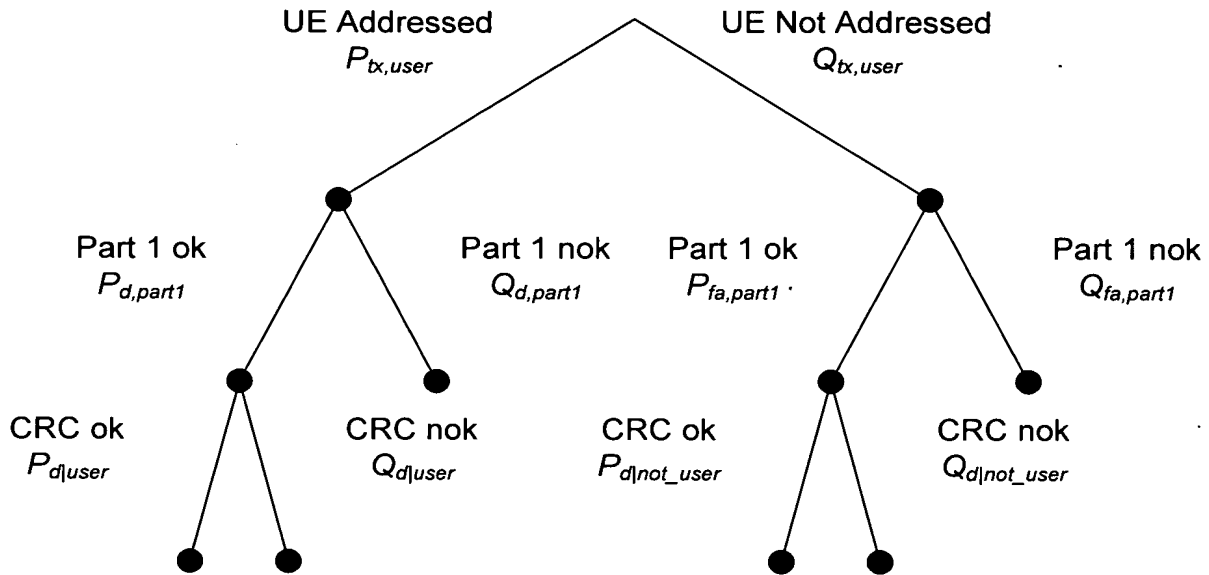 UE Addressed
P_tx,user
UE Not Addressed
Q_tx,user
Part 1 ok
P_d,part1
Part 1 nok
Q_d,part1
Part 1 ok
P_fa,part1
Part 1 nok
Q_fa,part1
CRC ok
P_d|user
CRC nok
Q_d|user
CRC ok
P_d|not_user
CRC nok
Q_d|not_user